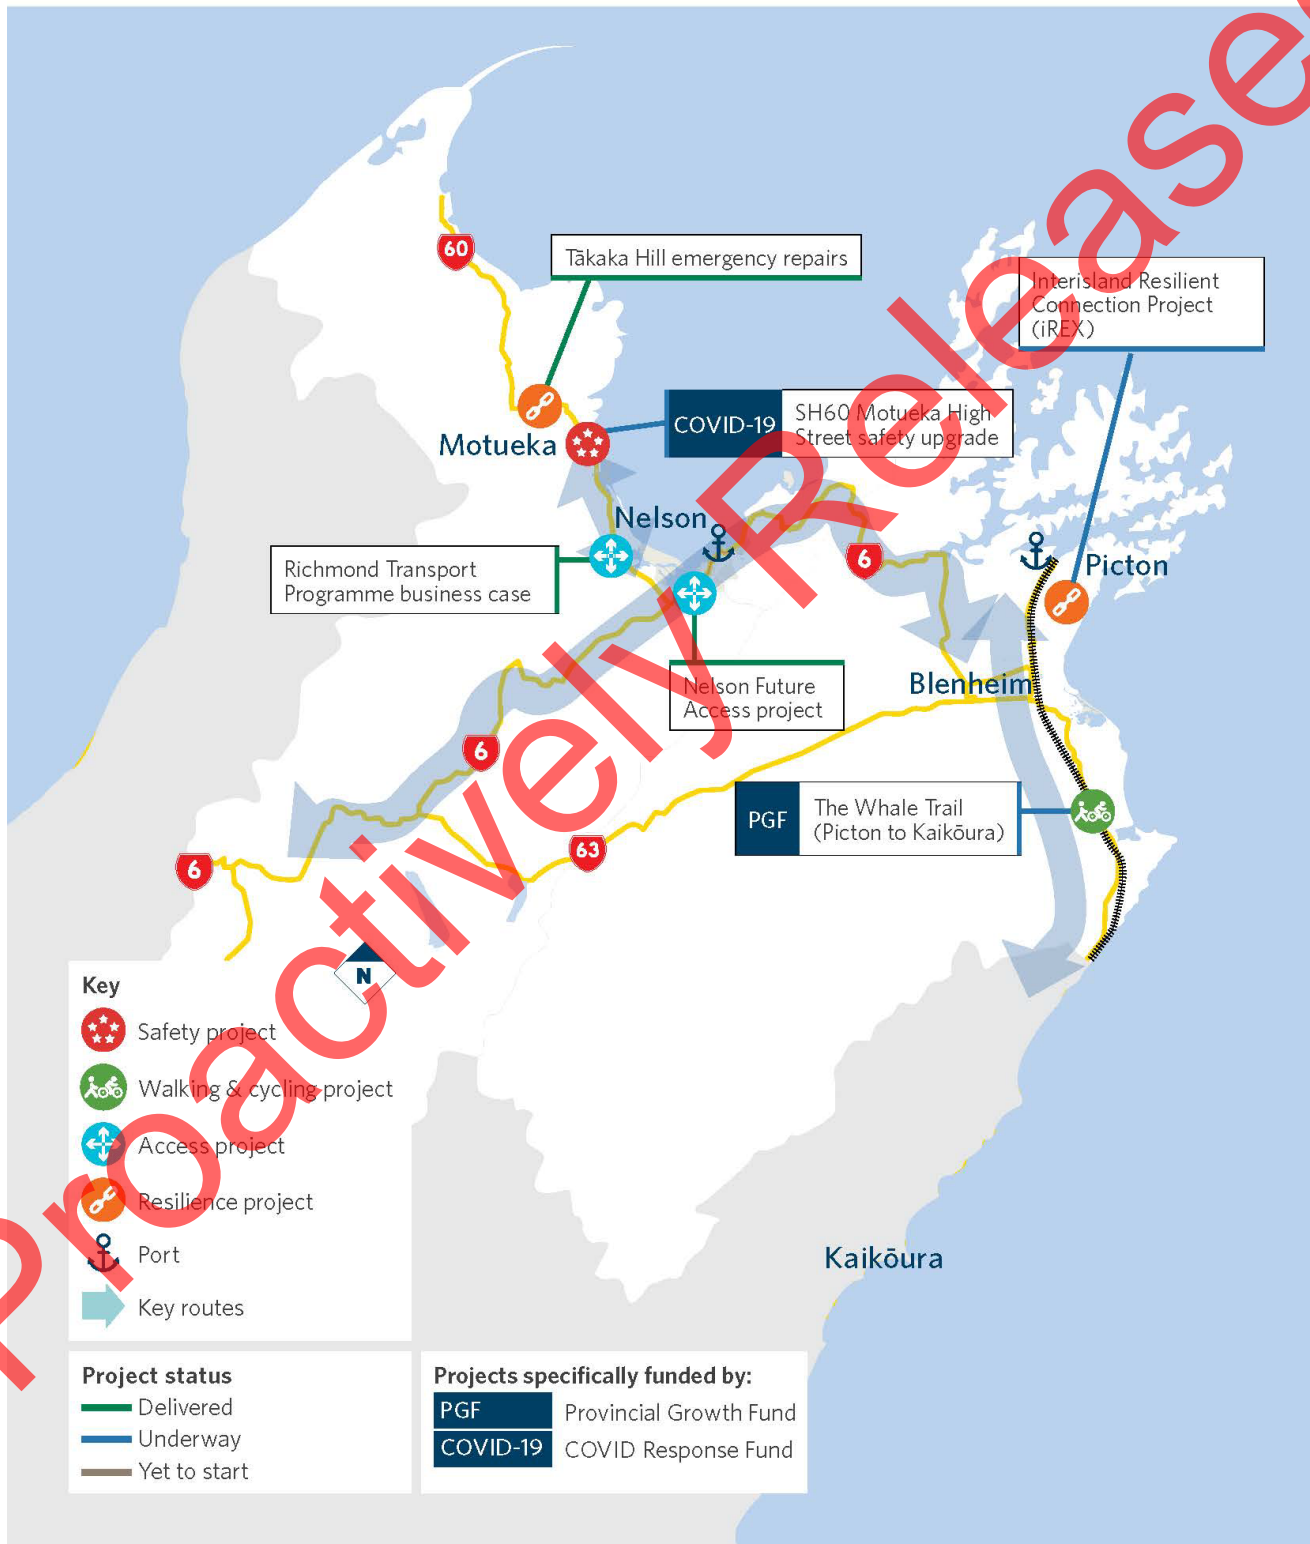 60
Tākaka Hill emergency repairs
Interisland Resilient
Connection Project
(iREX)
COVID-19
SH60 Motueka High
Street safety upgrade
Motueka
Nelson
6
Picton
Richmond Transport
Programme business case
Nelson Future
Access project
Blenheim
6
PGF
The Whale Trail
(Picton to Kaikōura)
63
6
N
Key
Safety project
Walking & cycling project
Access project
Resilience project
Port
Key routes
Kaikōura
Project status
Delivered
Underway
Yet to start
Projects specifically funded by:
PGF
Provincial Growth Fund
COVID-19
COVID Response Fund
Proactively Release